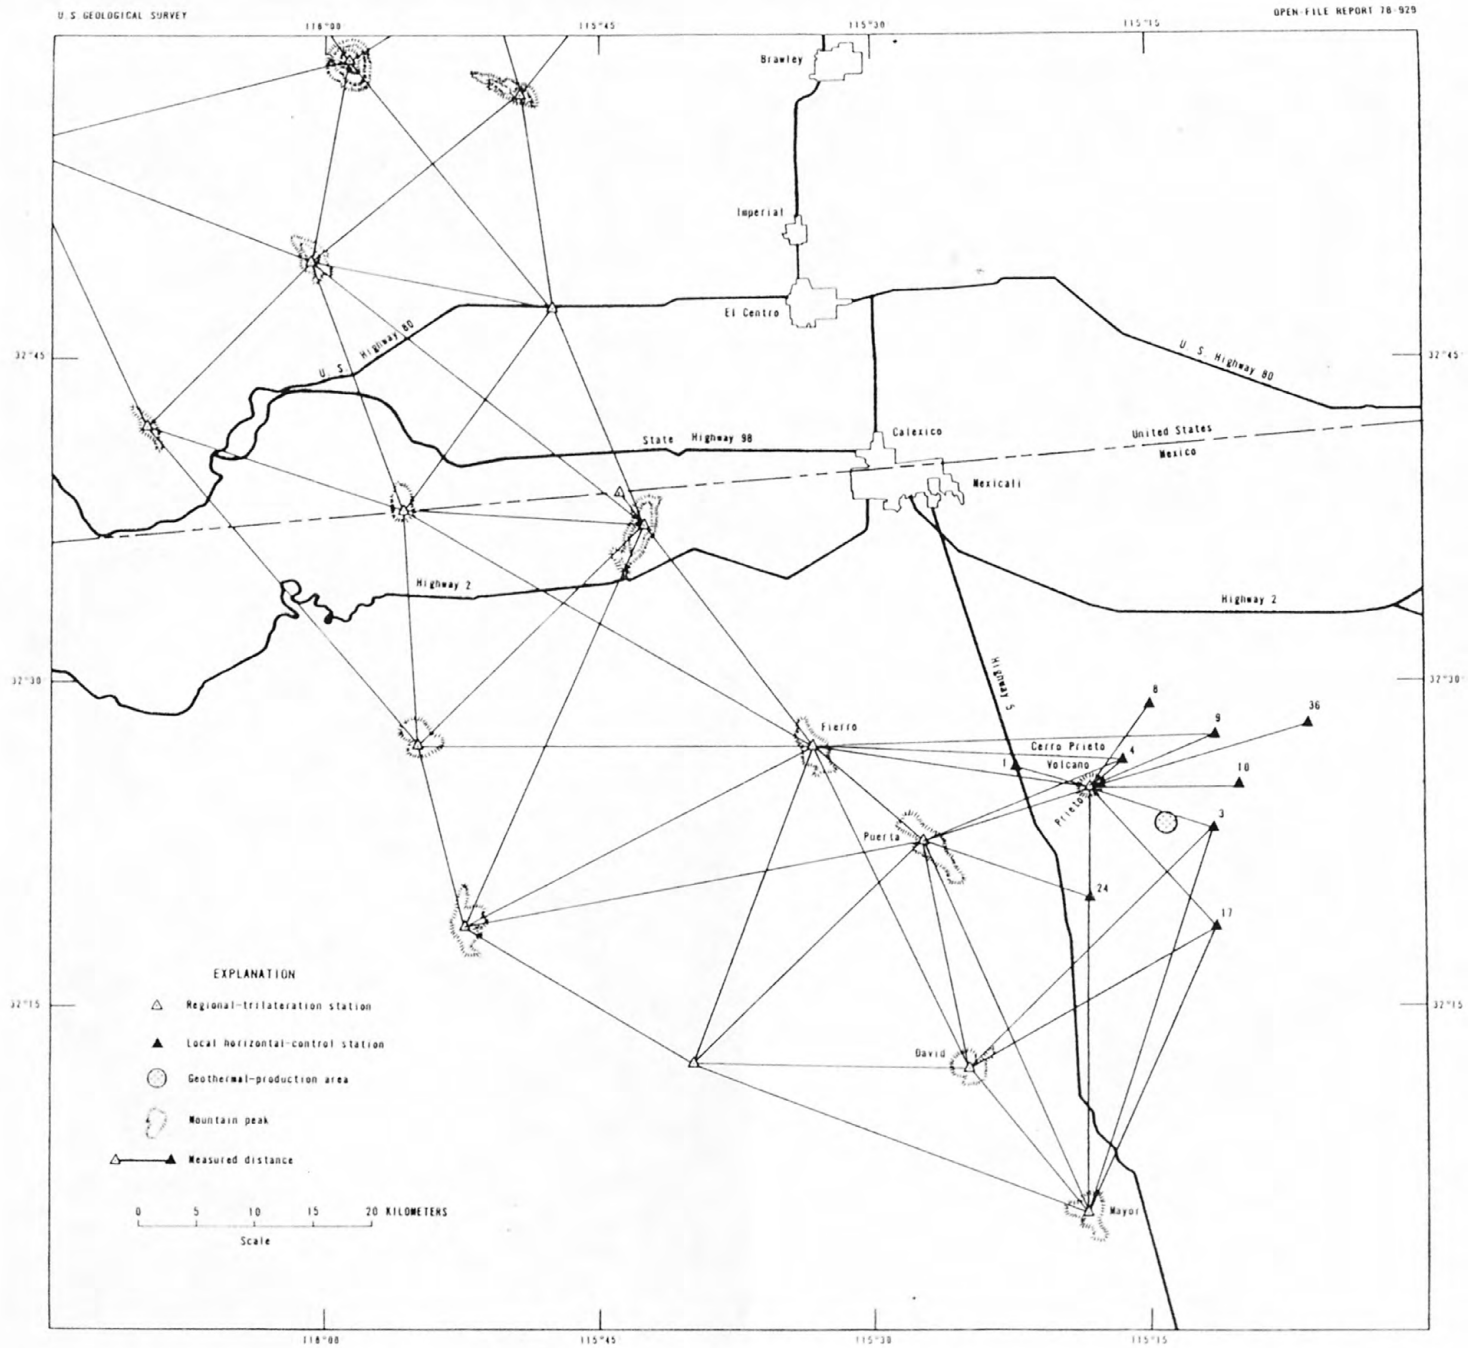 U.S. GEOLOGICAL SURVEY
OPEN-FILE REPORT 78-929
116°00
115°45
115°30
115°15
Brawley
Imperial
El Centro
32°45
32°45
U. S. Highway 80
U. S. Highway 80
State Highway 98
Calexico
United States
Mexico
Mexicali
Highway 2
Highway 2
Highway 5
32°30
32°30
8
36
9
Fierro
Cerro Prieto
Volcano
4
1
10
Prieto
3
Puerta
24
17
EXPLANATION
32°15
32°15
Regional-trilateration station
Local horizontal-control station
David
Geothermal-production area
Mountain peak
Measured distance
0 5 10 15 20 KILOMETERS
Mayor
Scale
116°00
115°45
115°30
115°15